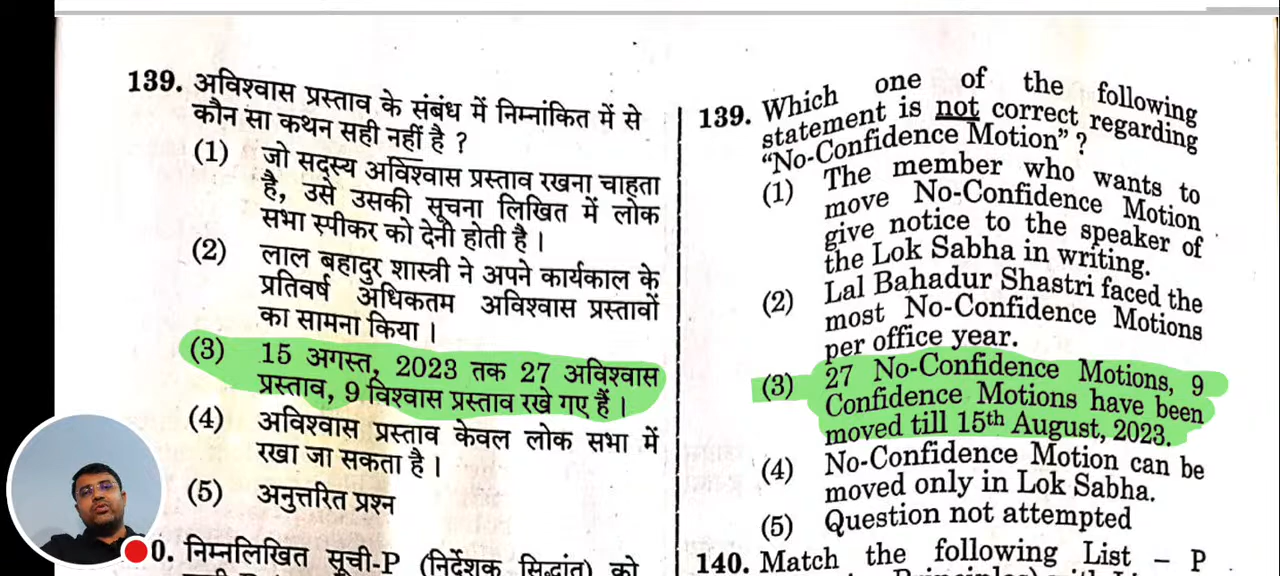 139. अविश्वास प्रस्ताव के संबंध में निम्नांकित में से
कौन सा कथन सही नहीं है ?
(1) जो सदस्य अविश्वास प्रस्ताव रखना चाहता
है, उसे उसकी सूचना लिखित में लोक
सभा स्पीकर को देनी होती है ।
(2) लाल बहादुर शास्त्री ने अपने कार्यकाल के
प्रतिवर्ष अधिकतम अविश्वास प्रस्तावों
का सामना किया ।
(3) 15 अगस्त, 2023 तक 27 अविश्वास
प्रस्ताव, 9 विश्वास प्रस्ताव रखे गए हैं ।
(4) अविश्वास प्रस्ताव केवल लोक सभा में
रखा जा सकता है ।
(5) अनुत्तरित प्रश्न
0. निम्नलिखित सूची-P (निर्देशक सिद्धांत) को
139. Which one of the following
statement is not correct regarding
“No-Confidence Motion” ?
(1) The member who wants to
move No-Confidence Motion
give notice to the speaker of
the Lok Sabha in writing.
(2) Lal Bahadur Shastri faced the
most No-Confidence Motions
per office year.
(3) 27 No-Confidence Motions, 9
Confidence Motions have been
moved till 15th August, 2023.
(4) No-Confidence Motion can be
moved only in Lok Sabha.
(5) Question not attempted
140. Match the following List – P